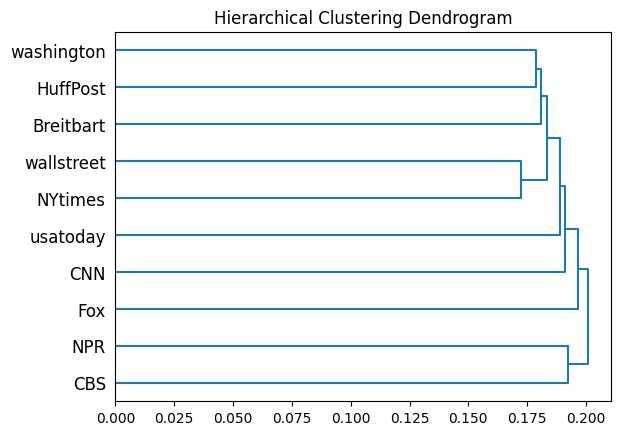 Hierarchical Clustering Dendrogram
washington
HuffPost
Breitbart
wallstreet
NYtimes
usatoday
CNN
Fox
NPR
CBS
0.000 0.025 0.050 0.075 0.100 0.125 0.150 0.175 0.200